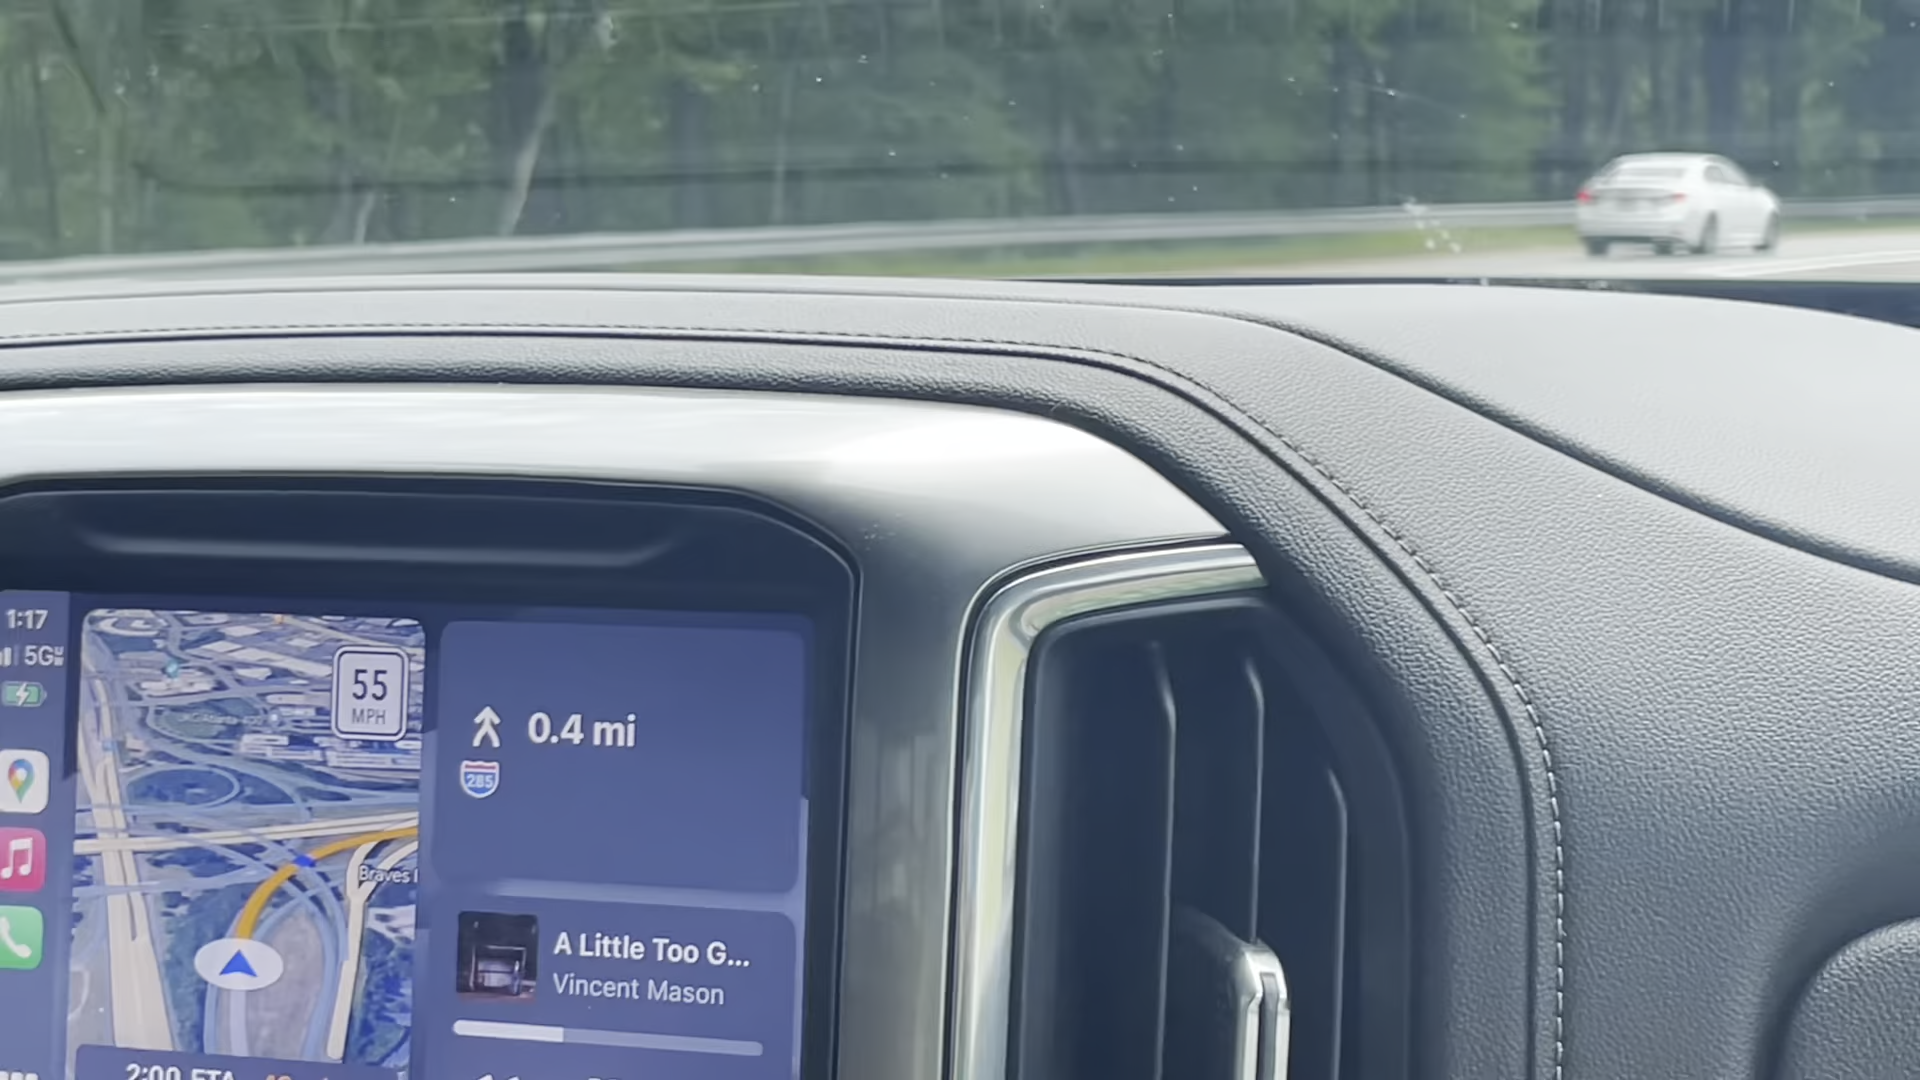 1:17
5G
55
MPH
0.4 mi
285
Braves
A Little Too G...
Vincent Mason
2:00 ETA